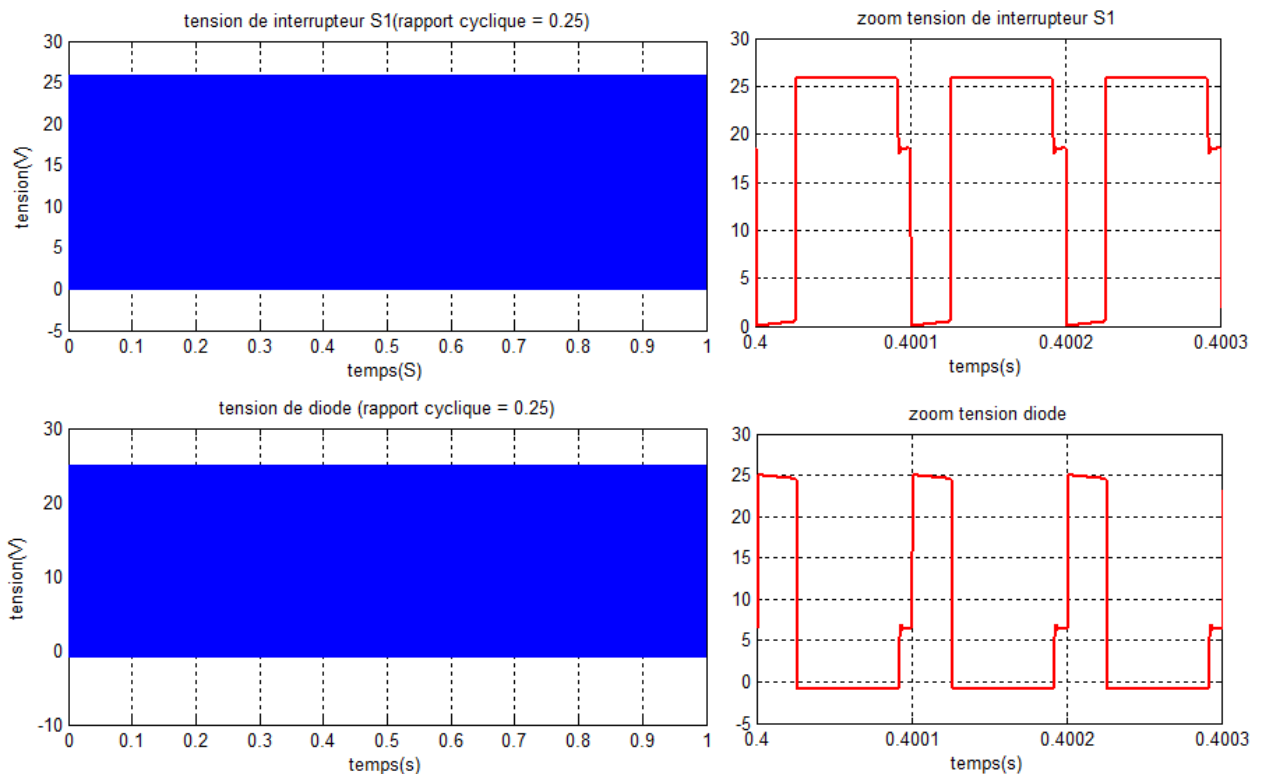 tension de interrupteur S1(rapport cyclique = 0.25)
30
25
20
15
10
5
0
-5
tension(V)
0 0.1 0.2 0.3 0.4 0.5 0.6 0.7 0.8 0.9 1
temps(S)
zoom tension de interrupteur S1
30
25
20
15
10
5
0
0.4 0.4001 0.4002 0.4003
temps(s)
tension de diode (rapport cyclique = 0.25)
30
20
10
0
-10
tension(V)
0 0.1 0.2 0.3 0.4 0.5 0.6 0.7 0.8 0.9 1
temps(s)
zoom tension diode
30
25
20
15
10
5
0
-5
0.4 0.4001 0.4002 0.4003
temps(s)